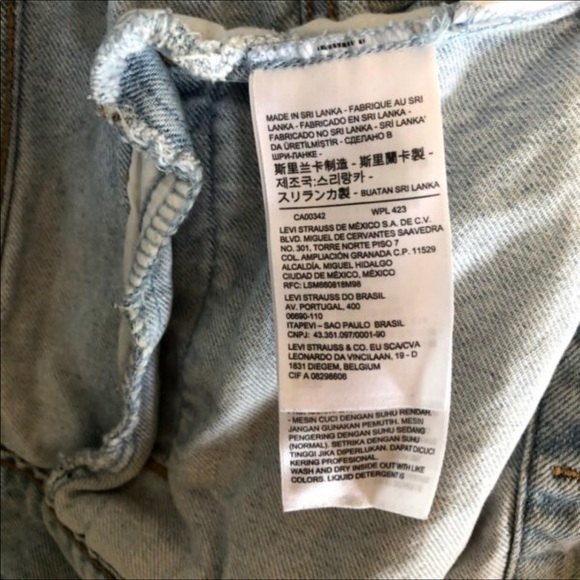 MADE IN SRI LANKA - FABRIQUE AU SRI
LANKA - FABRICADO EN SRI LANKA -
FABRICADO NO SRI LANKA - SRI LANKA'
DA ÜRETİLMİŞTİR - СДЕЛАНО В
ШРИ-ЛАНКЕ -
斯里兰卡制造 - 斯里蘭卡製 -
제조국:스리랑카 -
スリランカ製 - BUATAN SRI LANKA
CA00342 WPL 423
LEVI STRAUSS DE MÉXICO S.A. DE C.V.
BLVD. MIGUEL DE CERVANTES SAAVEDRA
NO. 301, TORRE NORTE PISO 7
COL. AMPLIACIÓN GRANADA C.P. 11529
ALCALDÍA. MIGUEL HIDALGO
CIUDAD DE MÉXICO, MÉXICO
RFC: LSM660818M98
LEVI STRAUSS DO BRASIL
AV. PORTUGAL, 400
06690-110
ITAPEVI – SAO PAULO BRASIL
CNPJ: 43.351.097/0001-90
LEVI STRAUSS & CO. EU SCA/CVA
LEONARDO DA VINCILAAN, 19 - D
1831 DIEGEM, BELGIUM
CIF A 08298606
- MESIN CUCI DENGAN SUHU RENDAH.
JANGAN GUNAKAN PEMUTIH. MESIN
PENGERING DENGAN SUHU SEDANG
(NORMAL). SETRIKA DENGAN SUHU
TINGGI JIKA DIPERLUKAN. DAPAT DICUCI
KERING PROFESIONAL.
WASH AND DRY INSIDE OUT WITH LIKE
COLORS. LIQUID DETERGENT IS